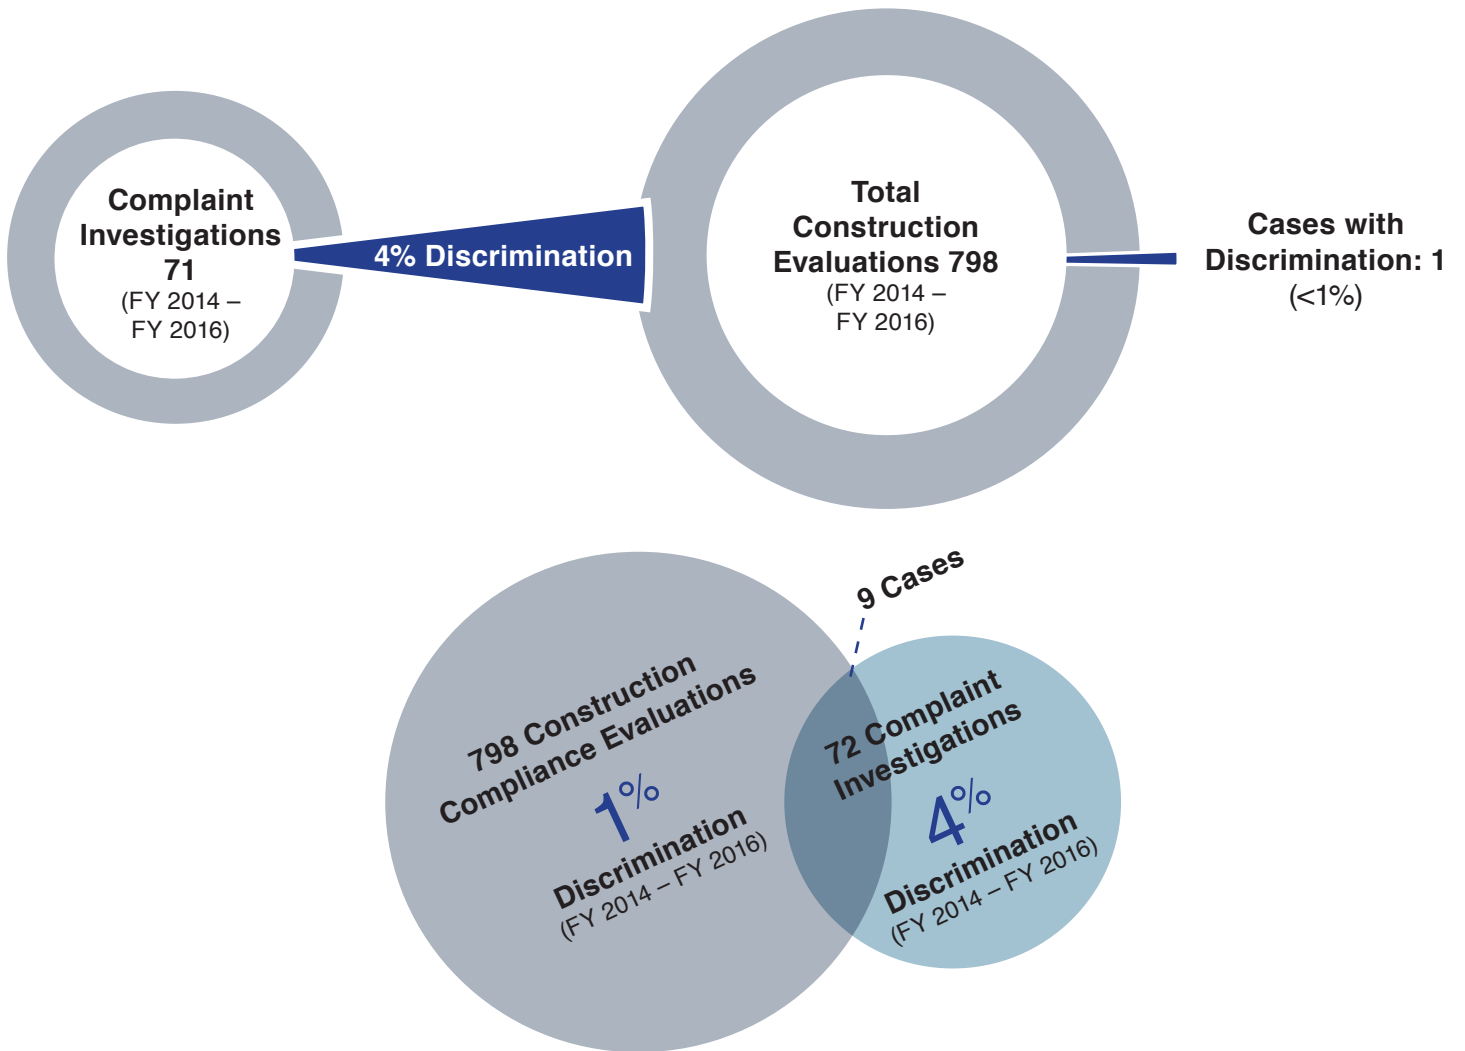 Complaint
Investigations
71
(FY 2014 –
FY 2016)
4% Discrimination
Total
Construction
Evaluations 798
(FY 2014 –
FY 2016)
Cases with
Discrimination: 1
(<1%)
9 Cases
798 Construction
Compliance Evaluations
1%
Discrimination
(FY 2014 – FY 2016)
72 Complaint
Investigations
4%
Discrimination
(FY 2014 – FY 2016)